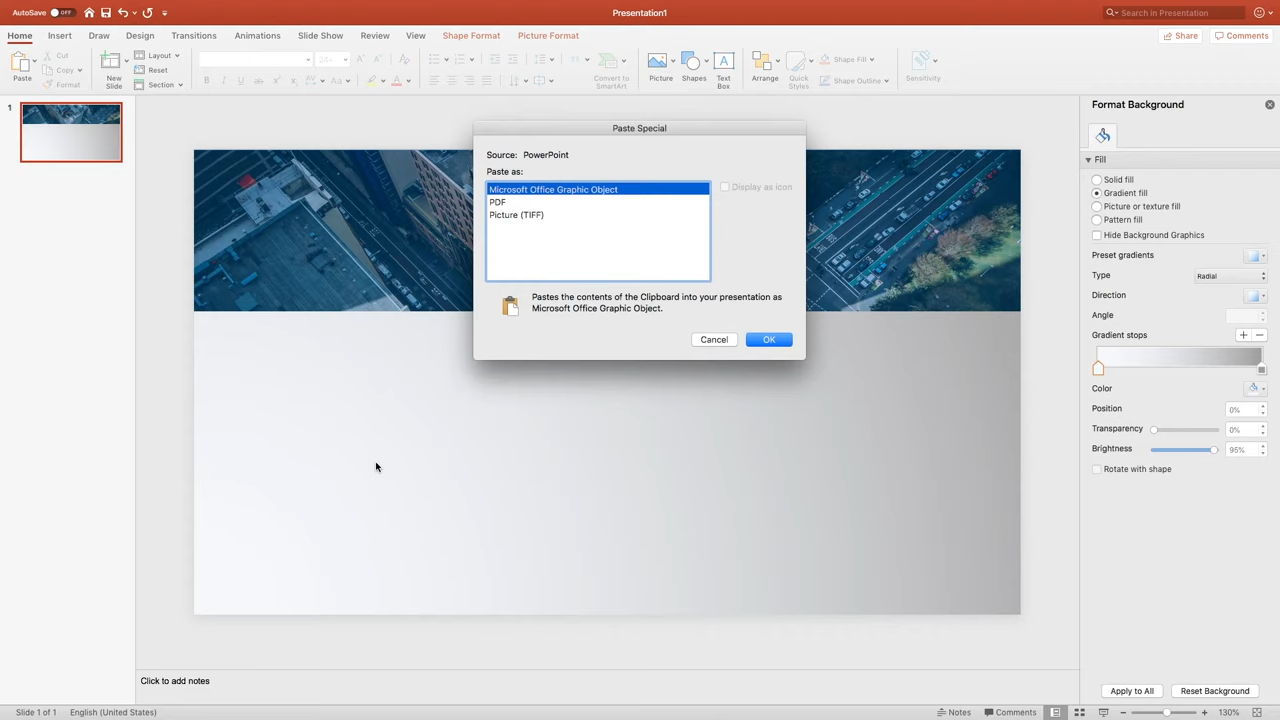 AutoSave OFF
Presentation1
Search in Presentation
Home Insert Draw Design Transitions Animations Slide Show Review View Shape Format Picture Format
Share Comments
Paste
Cut
Copy
Format
New Slide
Layout
Reset
Section
Convert to SmartArt
Picture
Shapes
Text Box
Arrange
Quick Styles
Shape Fill
Shape Outline
Sensitivity
1
Paste Special
Source: PowerPoint
Paste as:
Microsoft Office Graphic Object
PDF
Picture (TIFF)
Display as icon
Pastes the contents of the Clipboard into your presentation as
Microsoft Office Graphic Object.
Cancel OK
Format Background
Fill
Solid fill
Gradient fill
Picture or texture fill
Pattern fill
Hide Background Graphics
Preset gradients
Type Radial
Direction
Angle
Gradient stops
Color
Position 0%
Transparency 0%
Brightness 95%
Rotate with shape
Apply to All Reset Background
Click to add notes
Slide 1 of 1 English (United States)
Notes Comments 130%